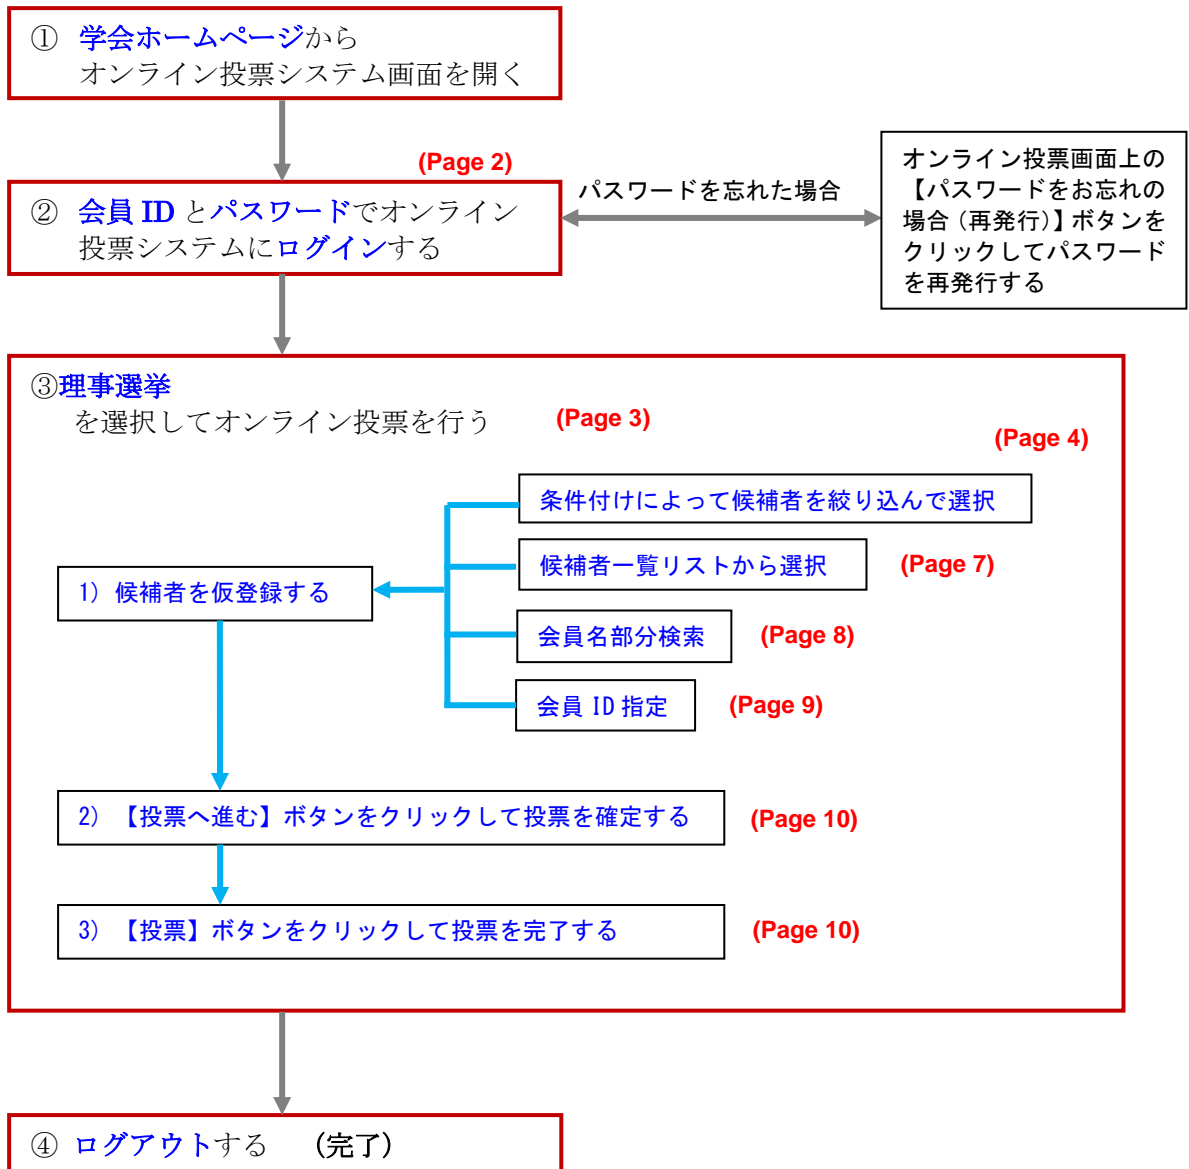 ① 学会ホームページから
オンライン投票システム画面を開く
(Page 2)
② 会員 ID とパスワードでオンライン
投票システムにログインする
パスワードを忘れた場合
オンライン投票画面上の
【パスワードをお忘れの
場合（再発行）】ボタンを
クリックしてパスワード
を再発行する
③理事選挙
を選択してオンライン投票を行う (Page 3)
(Page 4)
条件付けによって候補者を絞り込んで選択
候補者一覧リストから選択 (Page 7)
1) 候補者を仮登録する
会員名部分検索 (Page 8)
会員 ID 指定 (Page 9)
2) 【投票へ進む】ボタンをクリックして投票を確定する (Page 10)
3) 【投票】ボタンをクリックして投票を完了する (Page 10)
④ ログアウトする （完了）